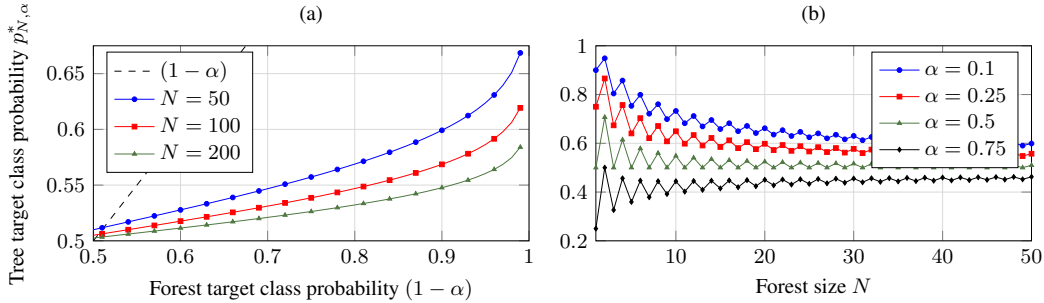 (a)
(b)
Tree target class probability p*N,α
0.65
0.6
0.55
0.5
(1 − α)
N = 50
N = 100
N = 200
0.5 0.6 0.7 0.8 0.9 1
Forest target class probability (1 − α)
1
0.8
0.6
0.4
0.2
α = 0.1
α = 0.25
α = 0.5
α = 0.75
10 20 30 40 50
Forest size N